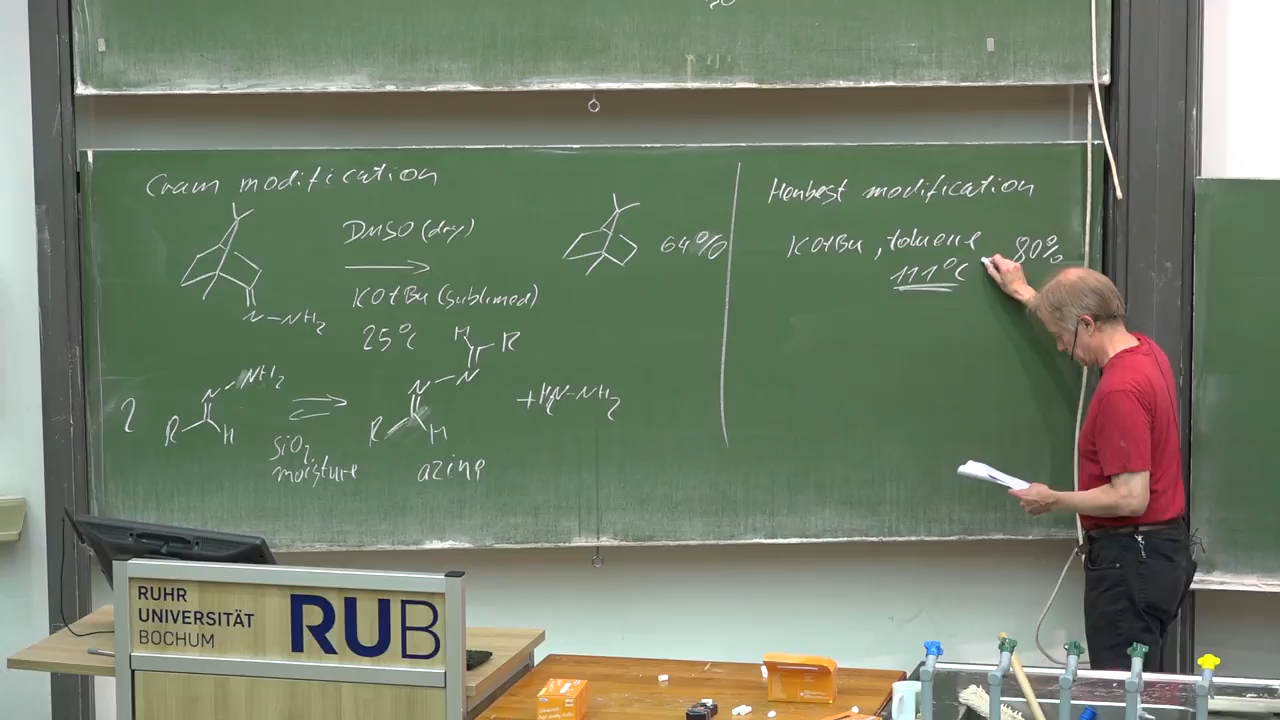 Cram modification
DMSO (dry)
KOtBu (sublimed)
25°C
64%
N-NH2
2
R
H
N-NH2
SiO2
moisture
R
H
N-N
H
R
azine
+ H2N-NH2
Henbest modification
KOtBu, toluene
111°C
80%
RUHR
UNIVERSITÄT
BOCHUM
RUB